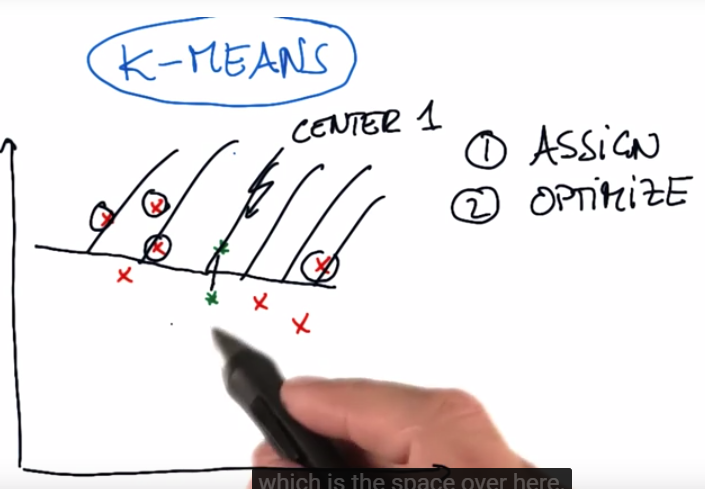 K-MEANS
CENTER 1
① ASSIGN
② OPTIMIZE
which is the space over here.